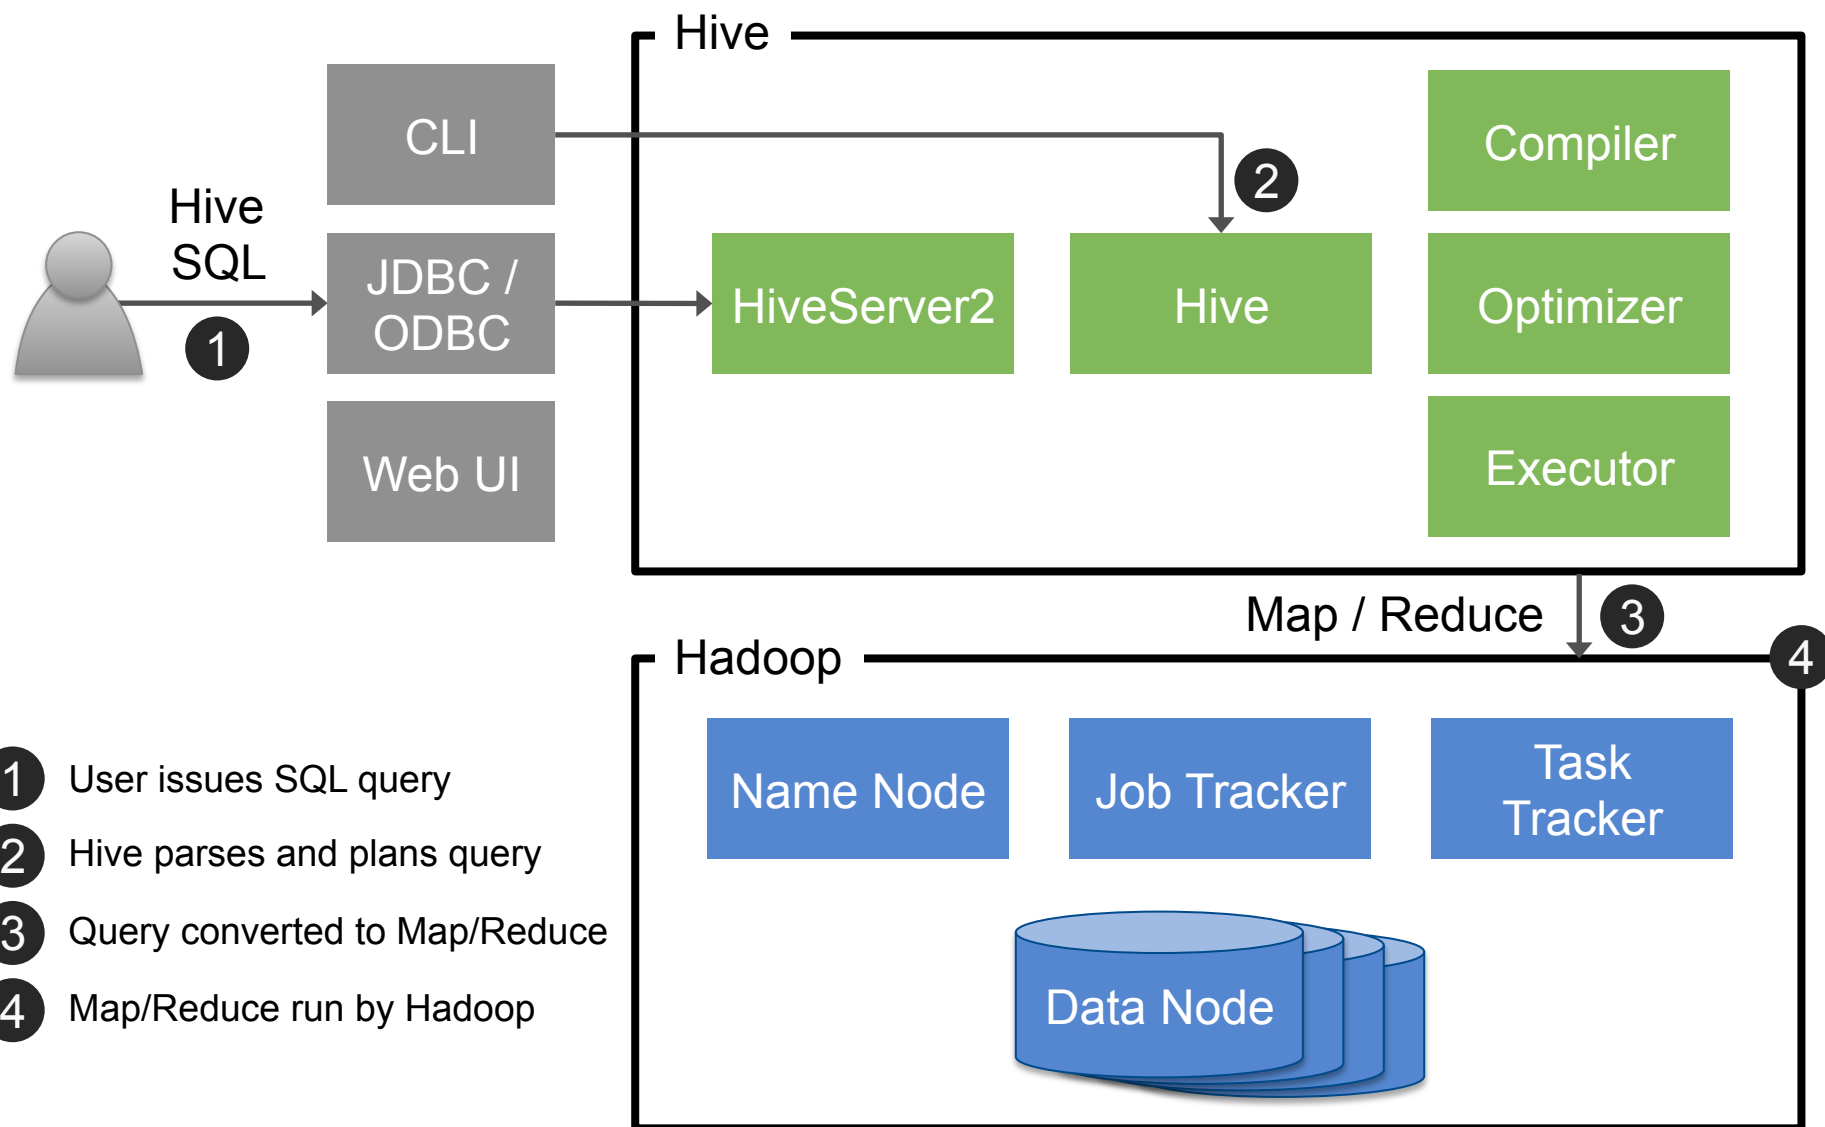 Hive
CLI
Compiler
2
Hive
SQL
JDBC /
ODBC
HiveServer2
Hive
Optimizer
1
Web UI
Executor
Map / Reduce
3
Hadoop
4
Name Node
Job Tracker
Task
Tracker
Data Node
1 User issues SQL query
2 Hive parses and plans query
3 Query converted to Map/Reduce
4 Map/Reduce run by Hadoop